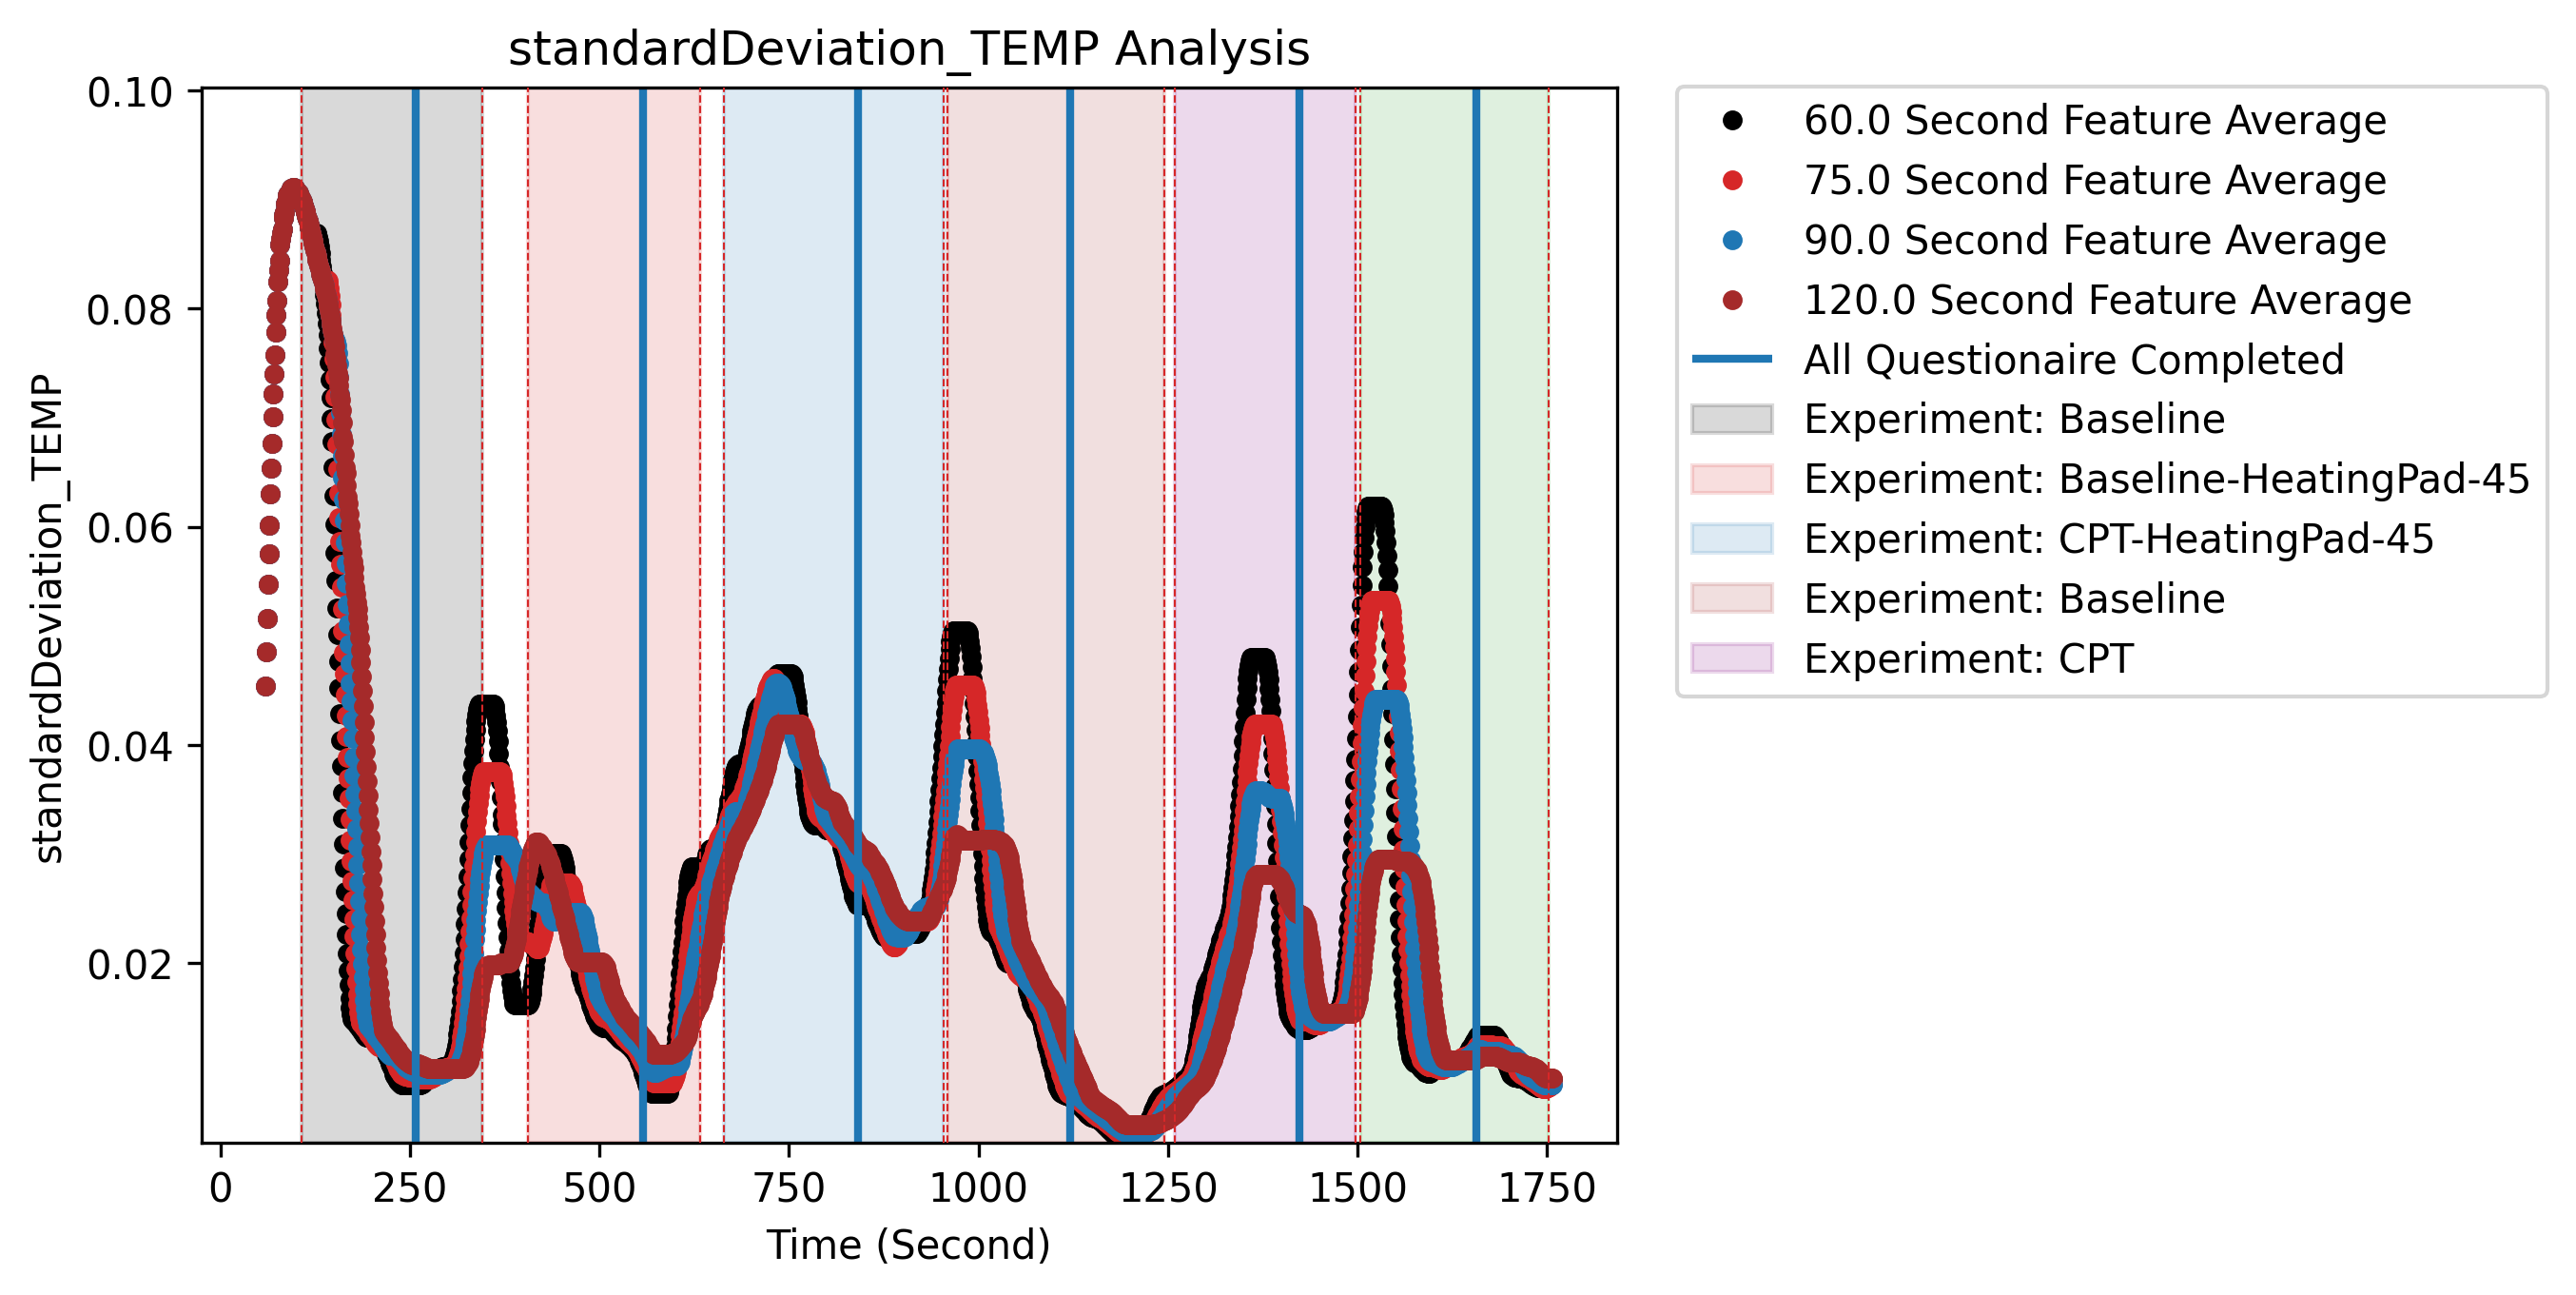 standardDeviation_TEMP Analysis
standardDeviation_TEMP
0.10
0.08
0.06
0.04
0.02
0
250
500
750
1000
1250
1500
1750
Time (Second)
60.0 Second Feature Average
75.0 Second Feature Average
90.0 Second Feature Average
120.0 Second Feature Average
All Questionaire Completed
Experiment: Baseline
Experiment: Baseline-HeatingPad-45
Experiment: CPT-HeatingPad-45
Experiment: Baseline
Experiment: CPT